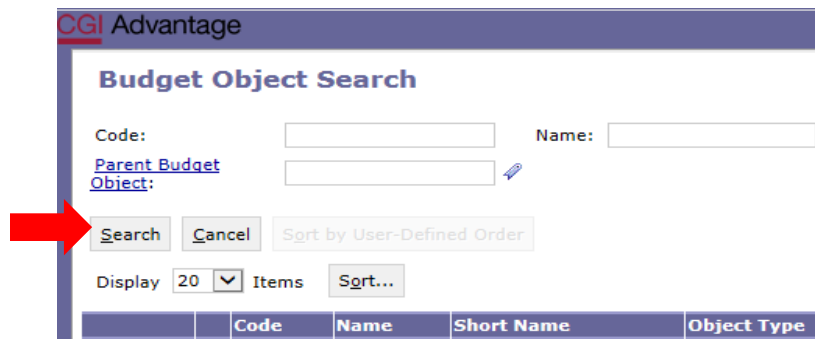 CGI Advantage
Budget Object Search
Code: Name:
Parent Budget
Object:
Search Cancel Sort by User-Defined Order
Display 20 Items Sort...
Code Name Short Name Object Type